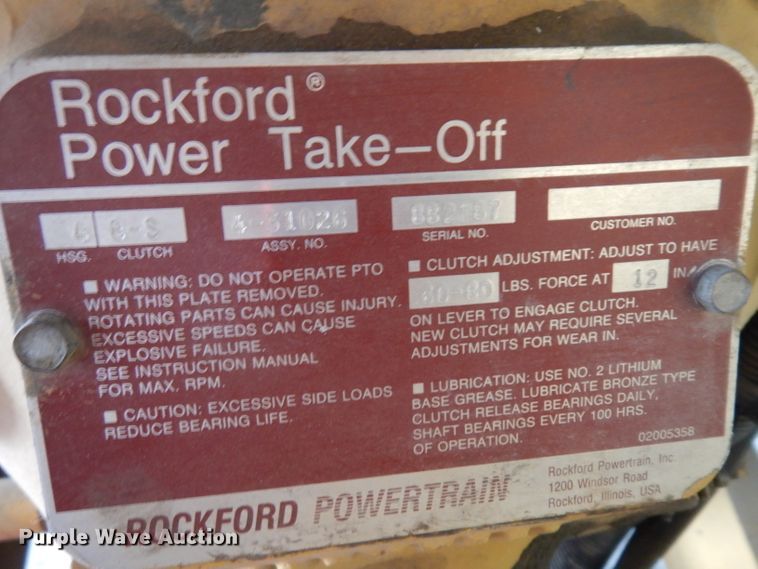 Rockford®
Power Take-Off
HSG. CLUTCH
ASSY. NO.
SERIAL NO.
CUSTOMER NO.
■ WARNING: DO NOT OPERATE PTO
WITH THIS PLATE REMOVED.
ROTATING PARTS CAN CAUSE INJURY.
EXCESSIVE SPEEDS CAN CAUSE
EXPLOSIVE FAILURE.
SEE INSTRUCTION MANUAL
FOR MAX. RPM.
■ CAUTION: EXCESSIVE SIDE LOADS
REDUCE BEARING LIFE.
■ CLUTCH ADJUSTMENT: ADJUST TO HAVE
LBS. FORCE AT 12 IN
ON LEVER TO ENGAGE CLUTCH.
NEW CLUTCH MAY REQUIRE SEVERAL
ADJUSTMENTS FOR WEAR IN.
■ LUBRICATION: USE NO. 2 LITHIUM
BASE GREASE. LUBRICATE BRONZE TYPE
CLUTCH RELEASE BEARINGS DAILY,
SHAFT BEARINGS EVERY 100 HRS.
OF OPERATION.
02005358
ROCKFORD POWERTRAIN
Rockford Powertrain, Inc.
1200 Windsor Road
Rockford, Illinois, USA
Purple Wave Auction